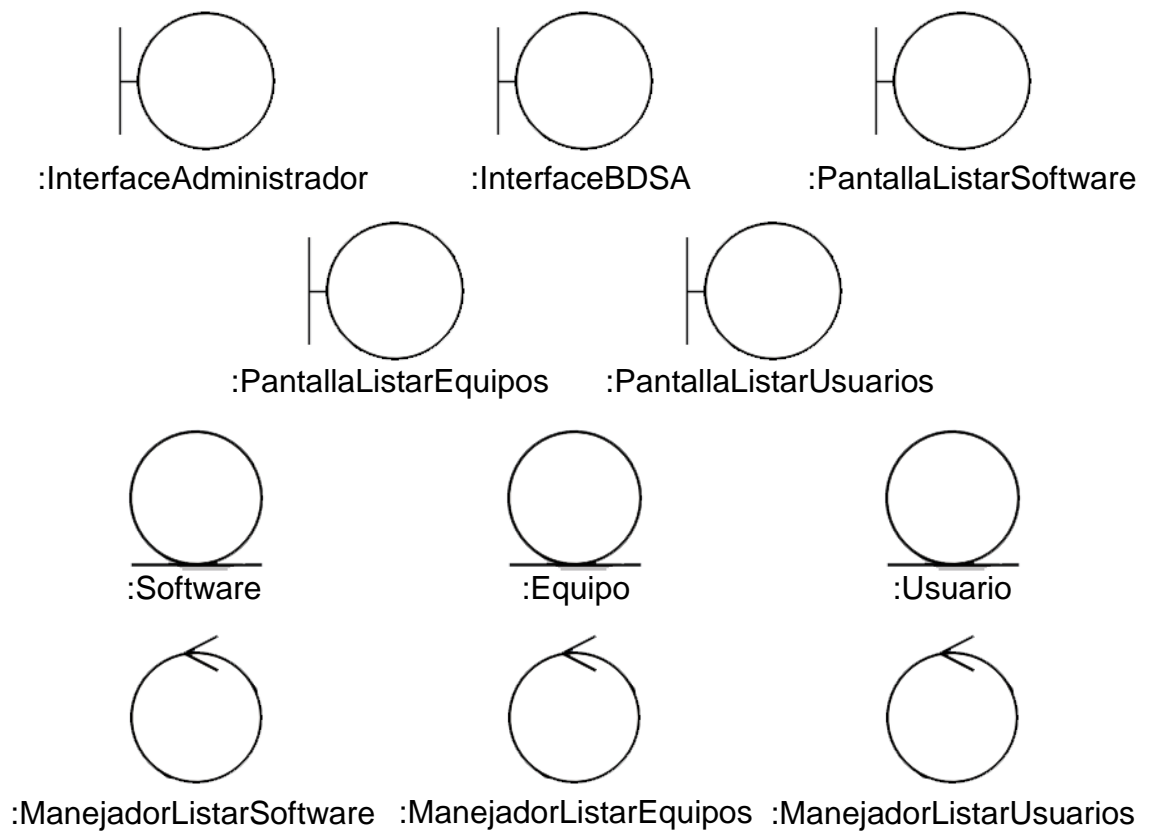 :InterfaceAdministrador :InterfaceBDSA :PantallaListarSoftware
:PantallaListarEquipos :PantallaListarUsuarios
:Software :Equipo :Usuario
:ManejadorListarSoftware :ManejadorListarEquipos :ManejadorListarUsuarios